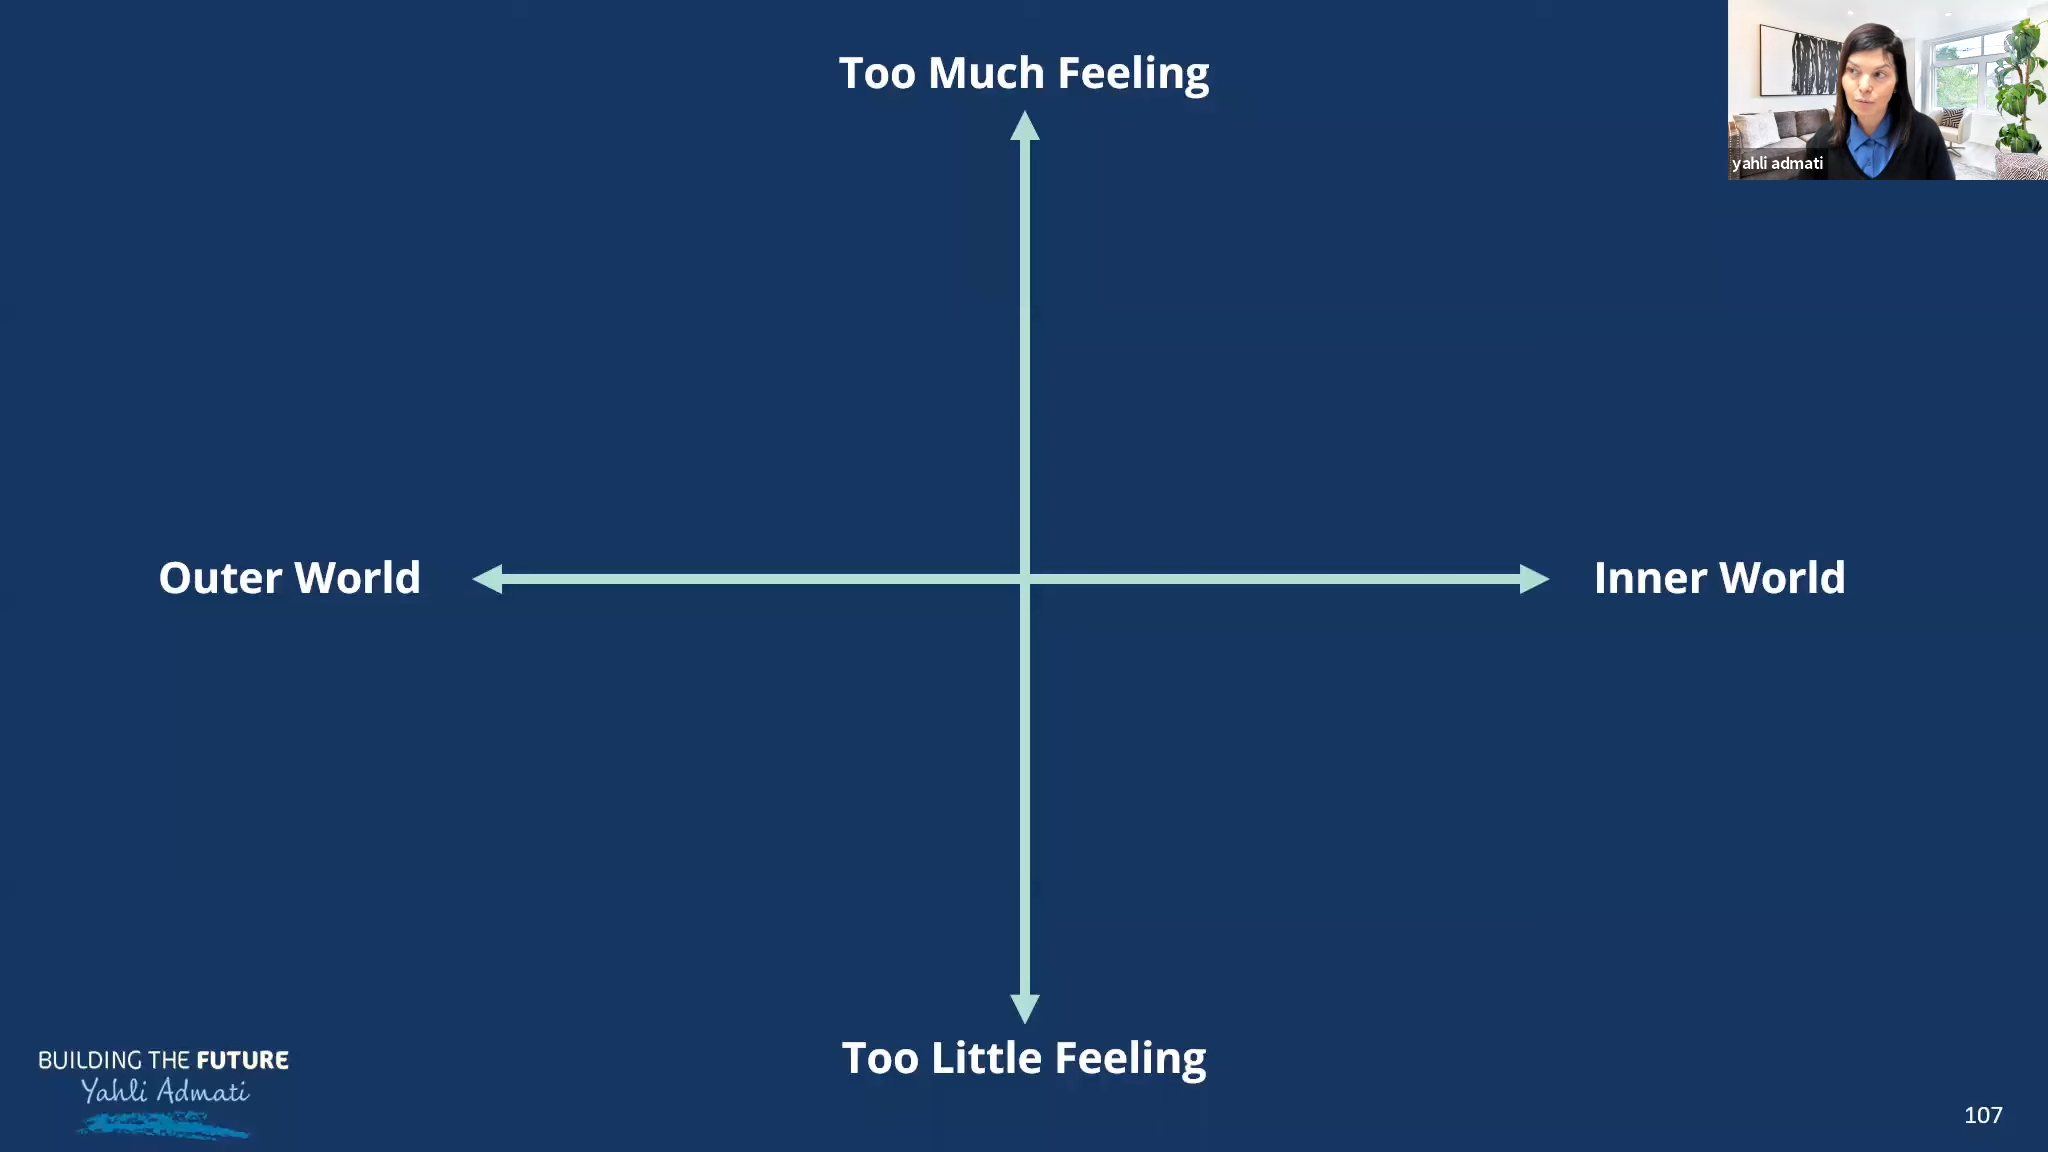 Too Much Feeling
yahli admati
Outer World
Inner World
Too Little Feeling
BUILDING THE FUTURE
Yahli Admati
107